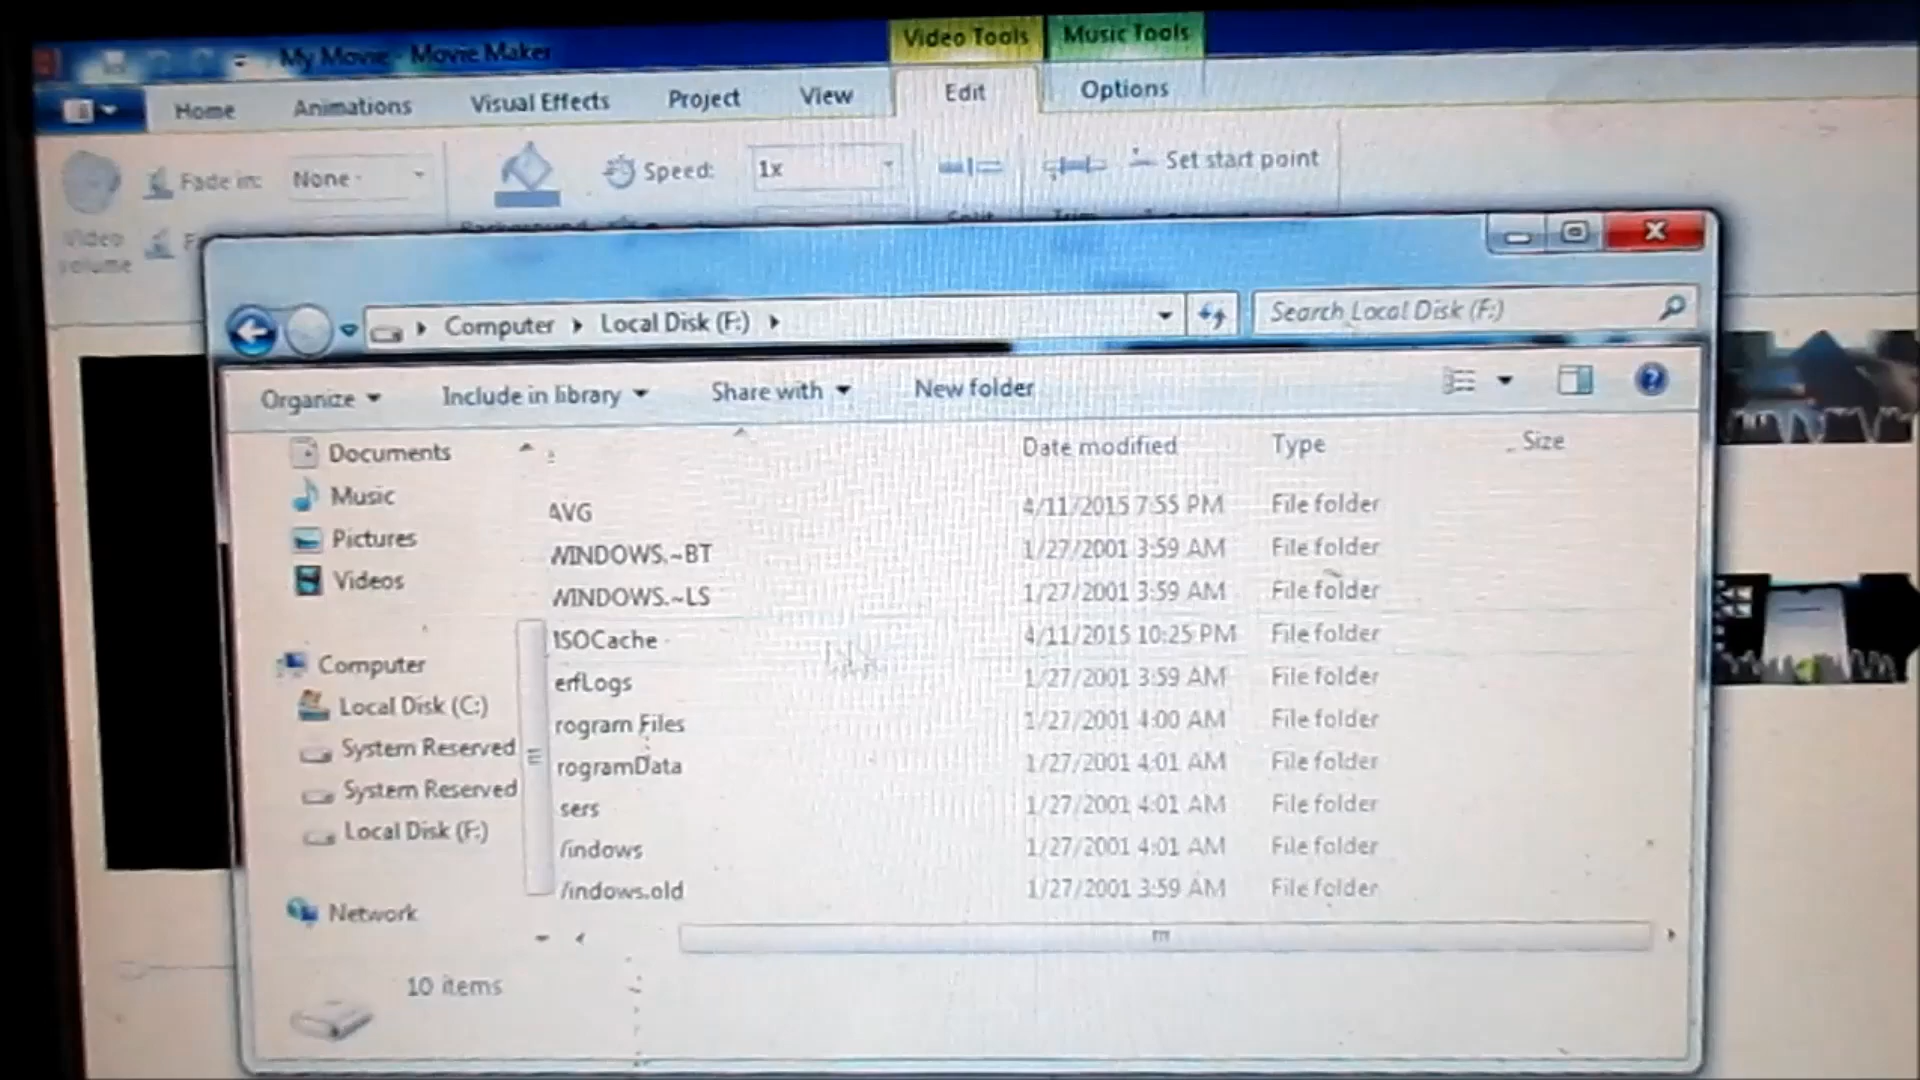 My Movie - Movie Maker
Video Tools
Music Tools
Home
Animations
Visual Effects
Project
View
Edit
Options
Fade in:
None
Speed:
1x
Set start point
Video
volume
Computer
Local Disk (F:)
Search Local Disk (F:)
Organize
Include in library
Share with
New folder
Documents
Music
Pictures
Videos
Computer
Local Disk (C:)
System Reserved
System Reserved
Local Disk (F:)
Network
Date modified Type Size
AVG 4/11/2015 7:55 PM File folder
WINDOWS.~BT 1/27/2001 3:59 AM File folder
WINDOWS.~LS 1/27/2001 3:59 AM File folder
ISOCache 4/11/2015 10:25 PM File folder
erfLogs 1/27/2001 3:59 AM File folder
rogram Files 1/27/2001 4:00 AM File folder
rogramData 1/27/2001 4:01 AM File folder
sers 1/27/2001 4:01 AM File folder
indows 1/27/2001 4:01 AM File folder
indows.old 1/27/2001 3:59 AM File folder
10 items